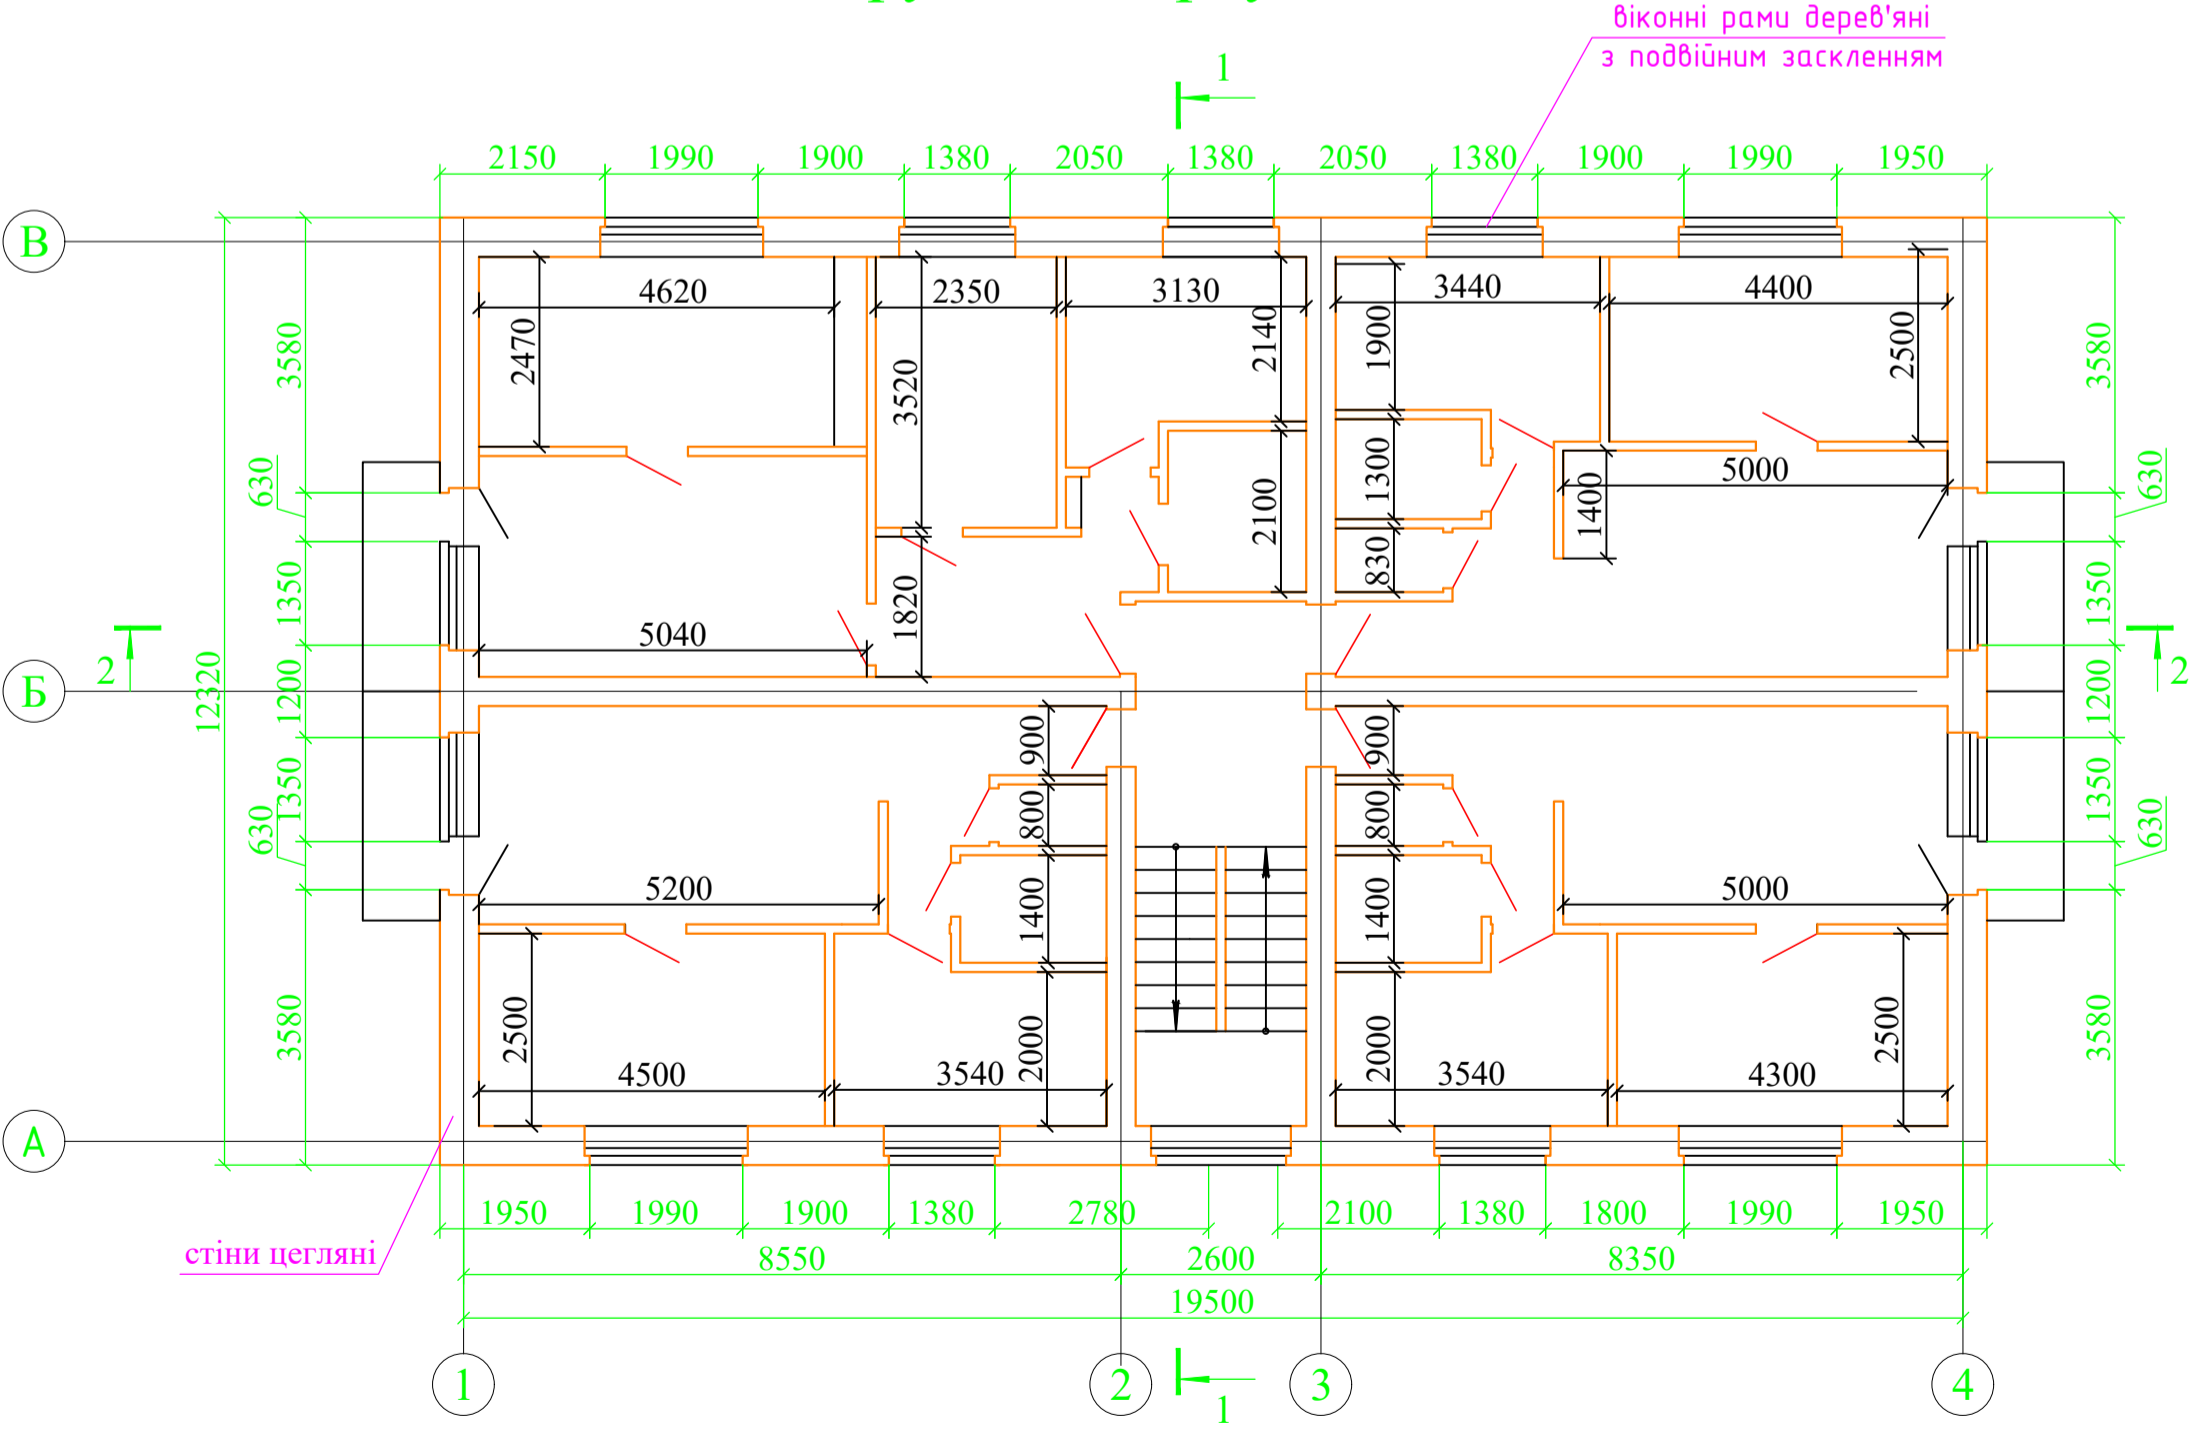 віконні рами дерев'яні
з подвійним заскленням
1
2150 1990 1900 1380 2050 1380 2050 1380 1900 1990 1950
В
4620 2350 3130 3440 4400
2470 3520 2140 1900 2500
3580 3580
630 1300 2100 1400 5000 630
1350 1820 830 1350
5040
2 12320 1200 1200 2
Б
900 900
1350 800 800 1350
630 630
5200 5000
1400 1400
3580 2500 2000 2000 2500 3580
4500 3540 3540 4300
А
1950 1990 1900 1380 2780 2100 1380 1800 1990 1950
стіни цегляні
8550 2600 8350
19500
1 2 3 4
1